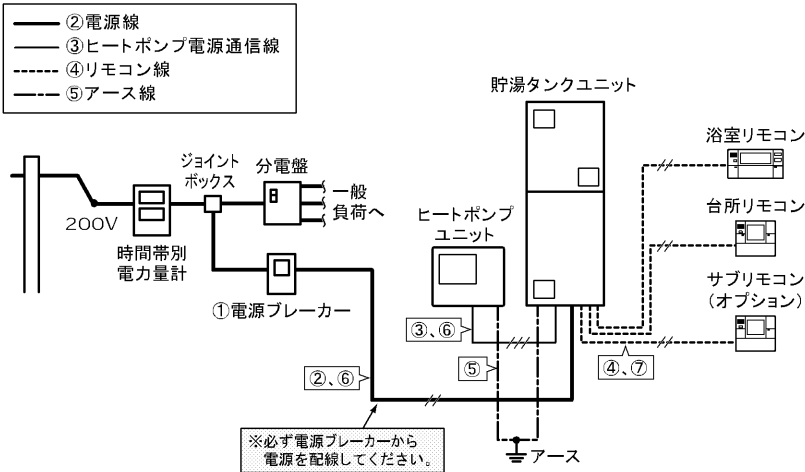 ②電源線
③ヒートポンプ電源通信線
④リモコン線
⑤アース線
貯湯タンクユニット
浴室リモコン
ジョイント
ボックス
分電盤
一般
負荷へ
200V
ヒートポンプ
ユニット
台所リモコン
時間帯別
電力量計
サブリモコン
(オプション)
①電源ブレーカー
③、⑥
②、⑥
⑤
④、⑦
※必ず電源ブレーカーから
電源を配線してください。
アース